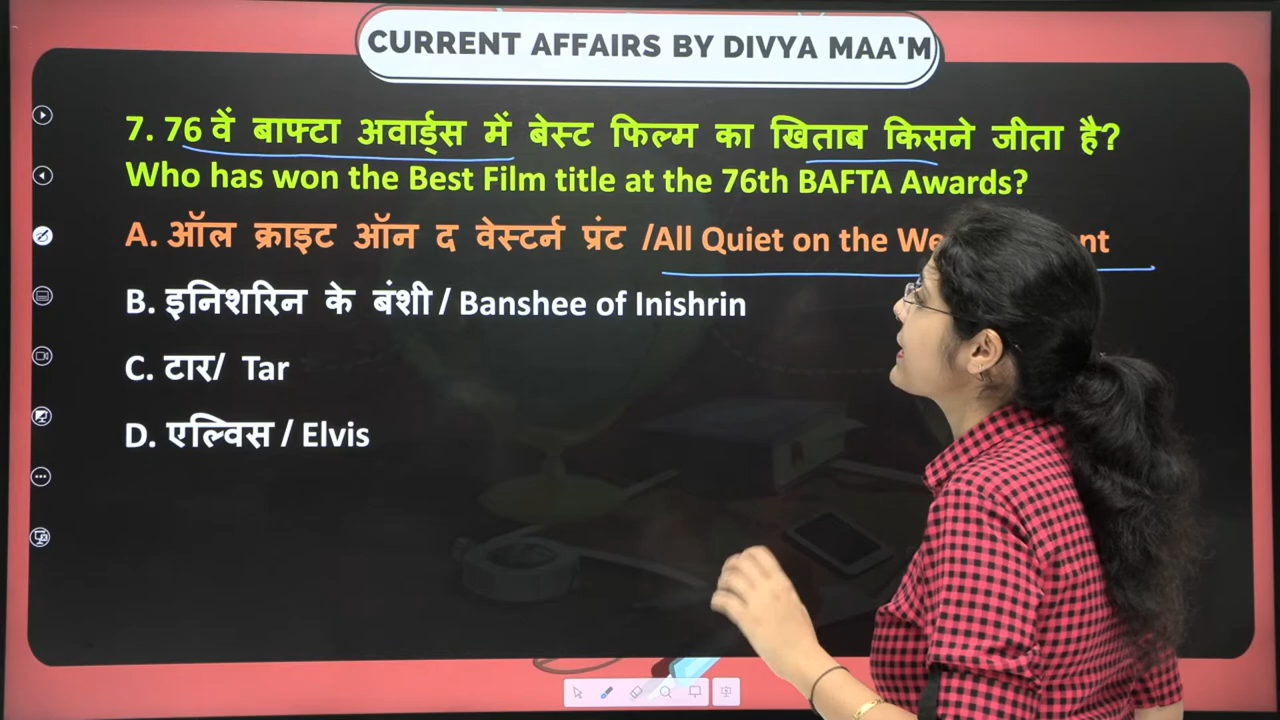 CURRENT AFFAIRS BY DIVYA MAA'M
7. 76 वें बाफ्टा अवार्ड्स में बेस्ट फिल्म का खिताब किसने जीता है?
Who has won the Best Film title at the 76th BAFTA Awards?
A. ऑल क्राइट ऑन द वेस्टर्न प्रंट /All Quiet on the
B. इनिशरिन के बंशी / Banshee of Inishrin
C. टार/ Tar
D. एल्विस / Elvis